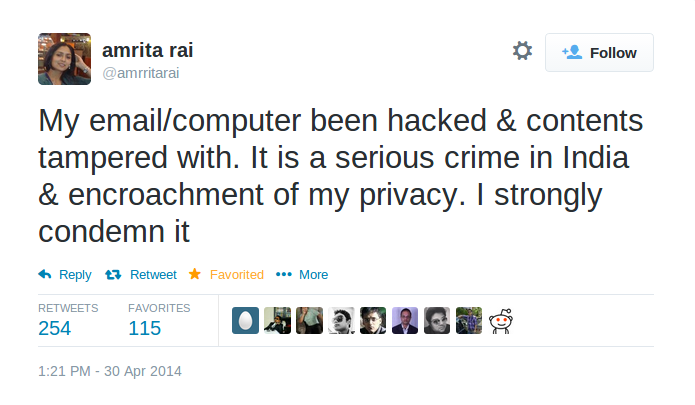 amrita rai
@amrritarai
Follow
My email/computer been hacked & contents
tampered with. It is a serious crime in India
& encroachment of my privacy. I strongly
condemn it
Reply Retweet Favorited More
RETWEETS FAVORITES
254 115
1:21 PM - 30 Apr 2014